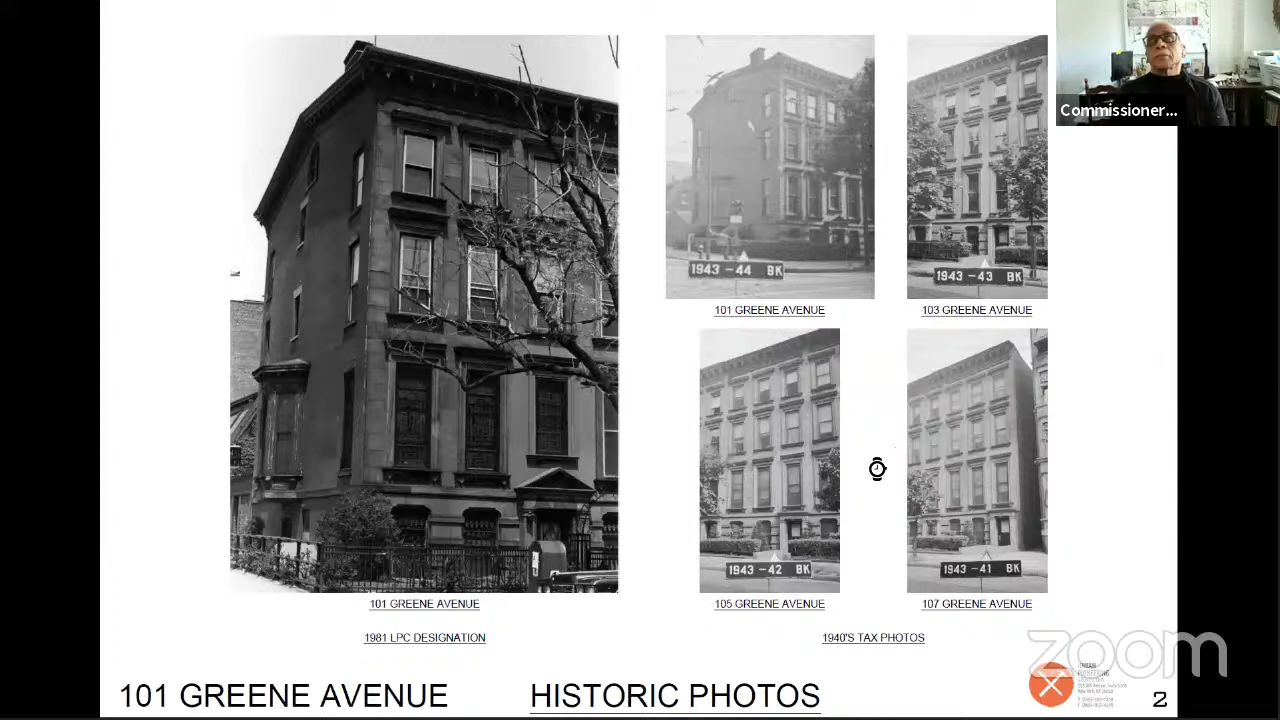 Commissioner...
1943 -44 BK
1943 -43 BK
101 GREENE AVENUE
103 GREENE AVENUE
1943 -42 BK
1943 -41 BK
101 GREENE AVENUE
105 GREENE AVENUE
107 GREENE AVENUE
1981 LPC DESIGNATION
1940'S TAX PHOTOS
zoom
URBAN
PIONEERING
101 GREENE AVENUE
HISTORIC PHOTOS
2